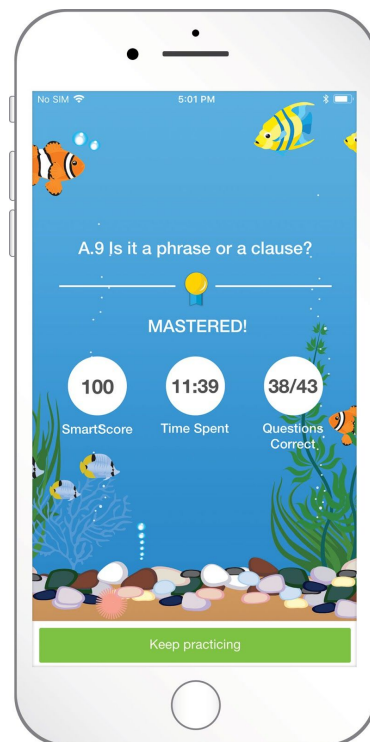 No SIM 5:01 PM
A.9 Is it a phrase or a clause?
MASTERED!
100 11:39 38/43
SmartScore Time Spent Questions
Correct
Keep practicing